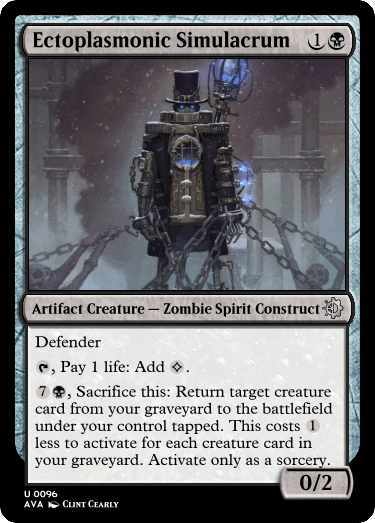 Ectoplasmonic Simulacrum 1
Artifact Creature — Zombie Spirit Construct
Defender
, Pay 1 life: Add .
7, Sacrifice this: Return target creature
card from your graveyard to the battlefield
under your control tapped. This costs 1
less to activate for each creature card in
your graveyard. Activate only as a sorcery.
0/2
U 0096
AVA Clint Clearly